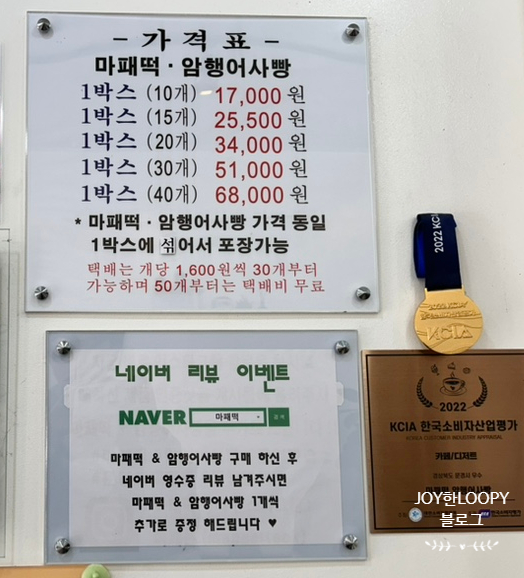 - 가격표 -
마패떡 · 암행어사빵
1박스 (10개) 17,000 원
1박스 (15개) 25,500 원
1박스 (20개) 34,000 원
1박스 (30개) 51,000 원
1박스 (40개) 68,000 원
* 마패떡 · 암행어사빵 가격 동일
1박스에 섞어서 포장가능
택배는 개당 1,600원씩 30개부터
가능하며 50개부터는 택배비 무료
네이버 리뷰 이벤트
NAVER 마패떡 검색
마패떡 & 암행어사빵 구매 하신 후
네이버 영수증 리뷰 남겨주시면
마패떡 & 암행어사빵 1개씩
추가로 증정 해드립니다 ♥
2022 KCIA
KCIA
2022
KCIA 한국소비자산업평가
KOREA CUSTOMER INDUSTRY APPRAISAL
카페/디저트
JOY한LOOPY
블로그